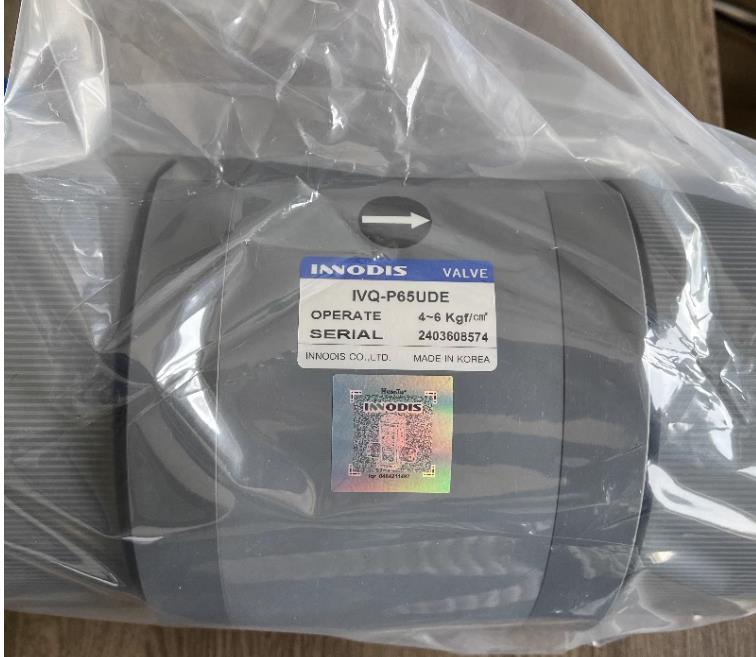 INNODIS VALVE
IVQ-P65UDE
OPERATE 4~6 Kgf/㎠
SERIAL 2403608574
INNODIS CO.,LTD. MADE IN KOREA
INNODIS